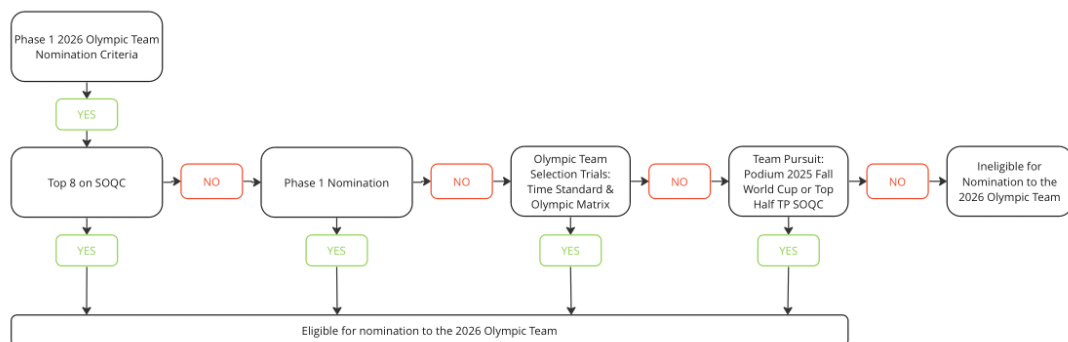 Phase 1 2026 Olympic Team
Nomination Criteria
YES
Top 8 on SOQC
NO
Phase 1 Nomination
NO
Olympic Team
Selection Trials:
Time Standard &
Olympic Matrix
NO
Team Pursuit:
Podium 2025 Fall
World Cup or Top
Half TP SOQC
NO
Ineligible for
Nomination to the
2026 Olympic Team
YES
YES
YES
YES
Eligible for nomination to the 2026 Olympic Team